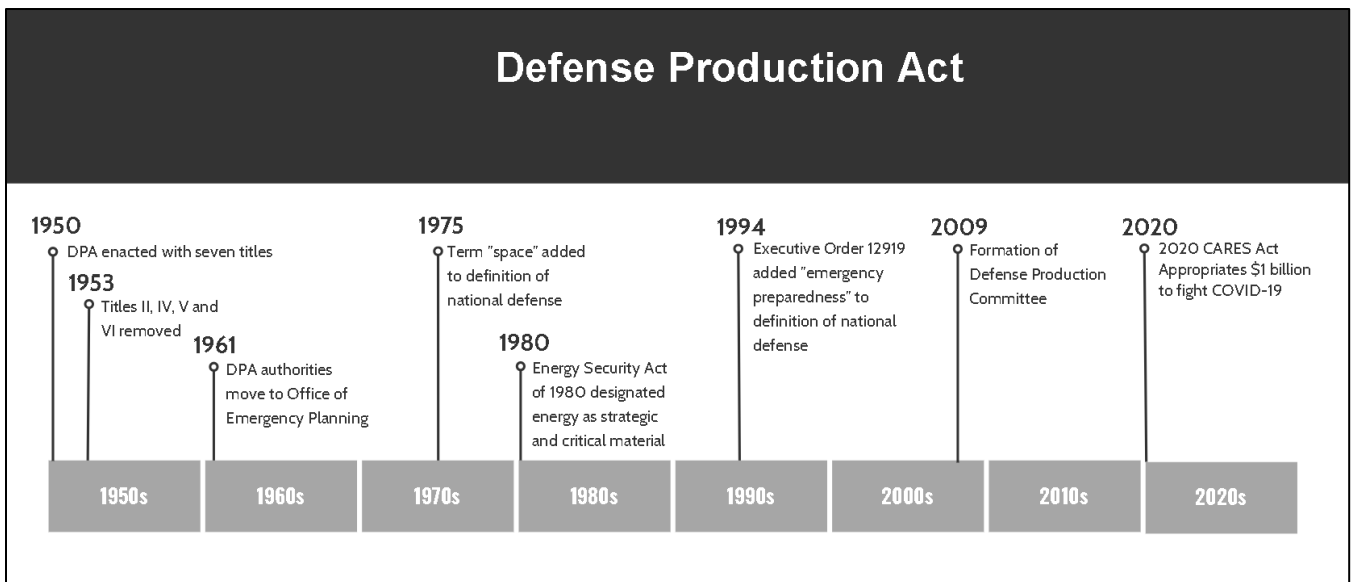 Defense Production Act
1950
DPA enacted with seven titles
1953
Titles II, IV, V and
VI removed
1961
DPA authorities
move to Office of
Emergency Planning
1975
Term "space" added
to definition of
national defense
1980
Energy Security Act
of 1980 designated
energy as strategic
and critical material
1994
Executive Order 12919
added "emergency
preparedness" to
definition of national
defense
2009
Formation of
Defense Production
Committee
2020
2020 CARES Act
Appropriates $1 billion
to fight COVID-19
1950s
1960s
1970s
1980s
1990s
2000s
2010s
2020s